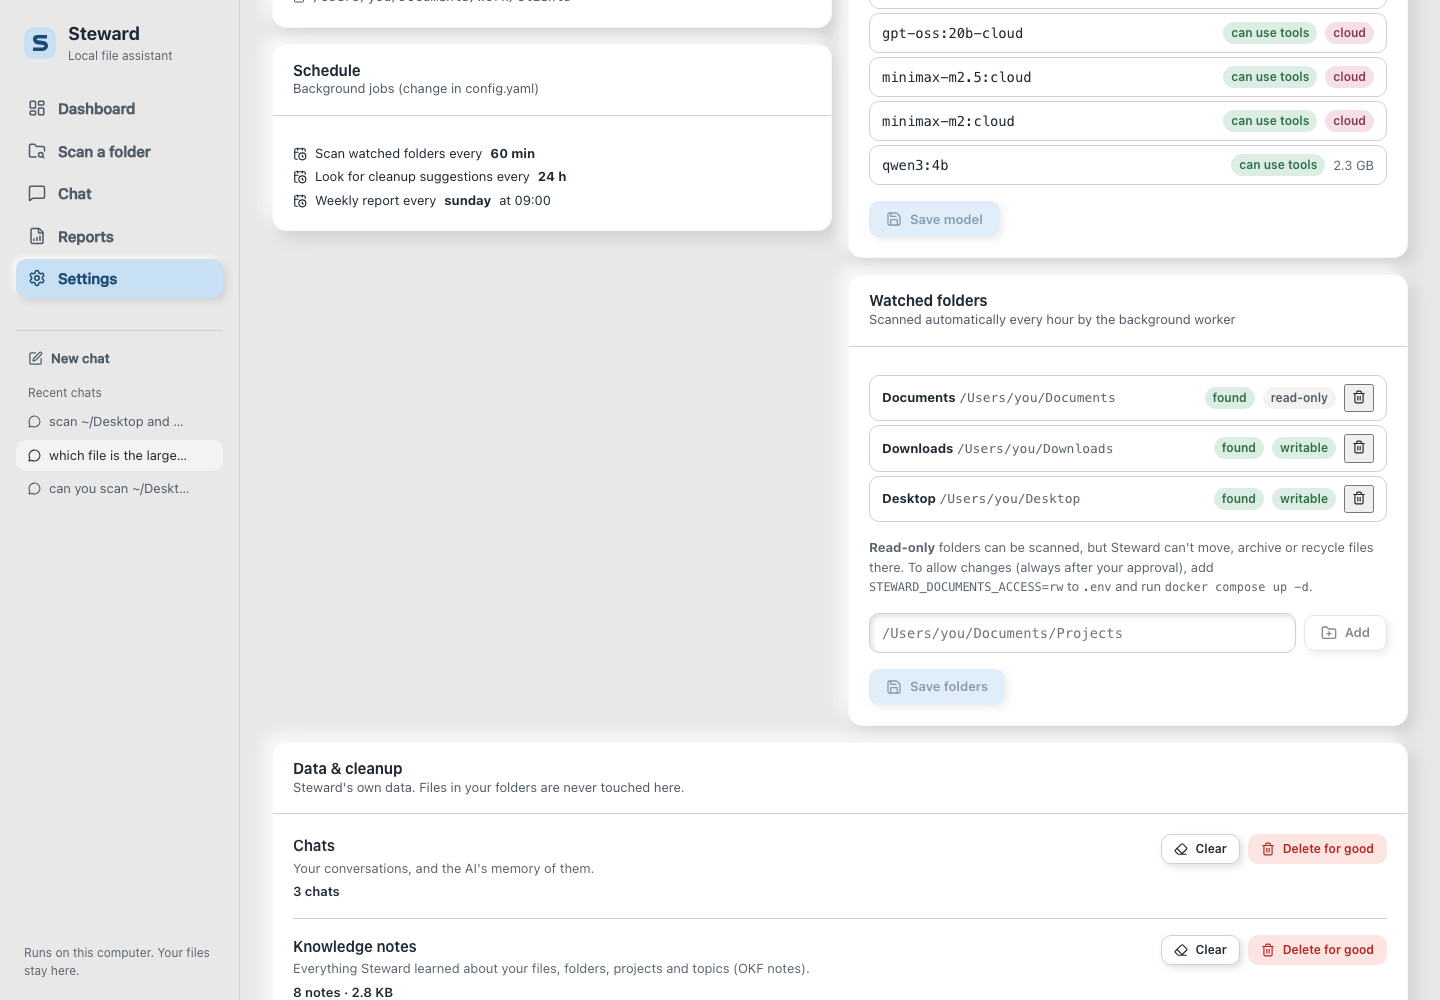 Steward
Local file assistant
Dashboard
Scan a folder
Chat
Reports
Settings
New chat
Recent chats
scan ~/Desktop and ...
which file is the large...
can you scan ~/Deskt...
Runs on this computer. Your files
stay here.
Schedule
Background jobs (change in config.yaml)
Scan watched folders every 60 min
Look for cleanup suggestions every 24 h
Weekly report every sunday at 09:00
gpt-oss:20b-cloud can use tools cloud
minimax-m2.5:cloud can use tools cloud
minimax-m2:cloud can use tools cloud
qwen3:4b can use tools 2.3 GB
Save model
Watched folders
Scanned automatically every hour by the background worker
Documents /Users/you/Documents found read-only
Downloads /Users/you/Downloads found writable
Desktop /Users/you/Desktop found writable
Read-only folders can be scanned, but Steward can't move, archive or recycle files
there. To allow changes (always after your approval), add
STEWARD_DOCUMENTS_ACCESS=rw to .env and run docker compose up -d.
/Users/you/Documents/Projects Add
Save folders
Data & cleanup
Steward's own data. Files in your folders are never touched here.
Chats
Your conversations, and the AI's memory of them.
3 chats
Clear Delete for good
Knowledge notes
Everything Steward learned about your files, folders, projects and topics (OKF notes).
8 notes · 2.8 KB
Clear Delete for good